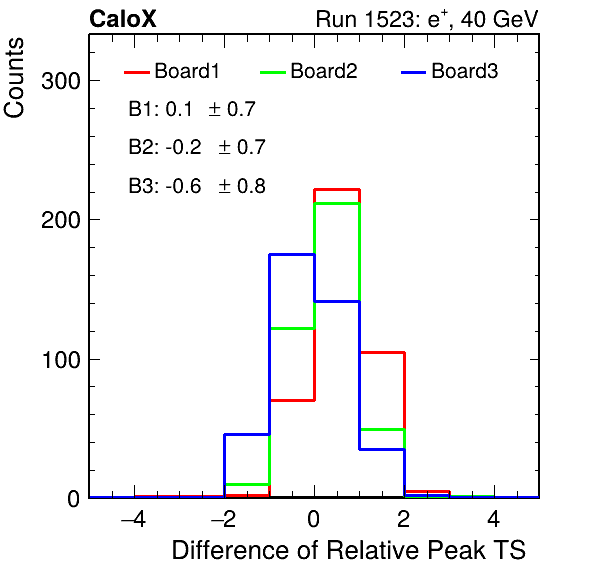 CaloX Run 1523: e+, 40 GeV
Counts
Board1 Board2 Board3
B1: 0.1 ± 0.7
B2: -0.2 ± 0.7
B3: -0.6 ± 0.8
300
200
100
0
−4 −2 0 2 4
Difference of Relative Peak TS